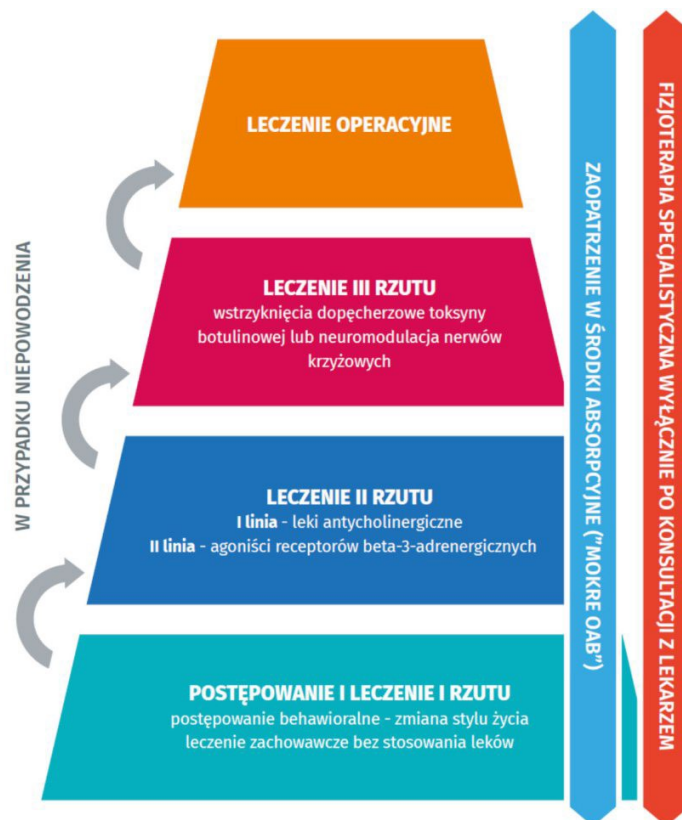 LECZENIE OPERACYJNE
LECZENIE III RZUTU
wstrzyknięcia dopęcherzowe toksyny
botulinowej lub neuromodulacja nerwów
krzyżowych
LECZENIE II RZUTU
I linia - leki antycholinergiczne
II linia - agoniści receptorów beta-3-adrenergicznych
POSTĘPOWANIE I LECZENIE I RZUTU
postępowanie behawioralne - zmiana stylu życia
leczenie zachowawcze bez stosowania leków
W PRZYPADKU NIEPOWODZENIA
ZAOPATRZENIE W ŚRODKI ABSORPCYJNE ("MOKRE OAB")
FIZJOTERAPIA SPECJALISTYCZNA WYŁĄCZNIE PO KONSULTACJI Z LEKARZEM